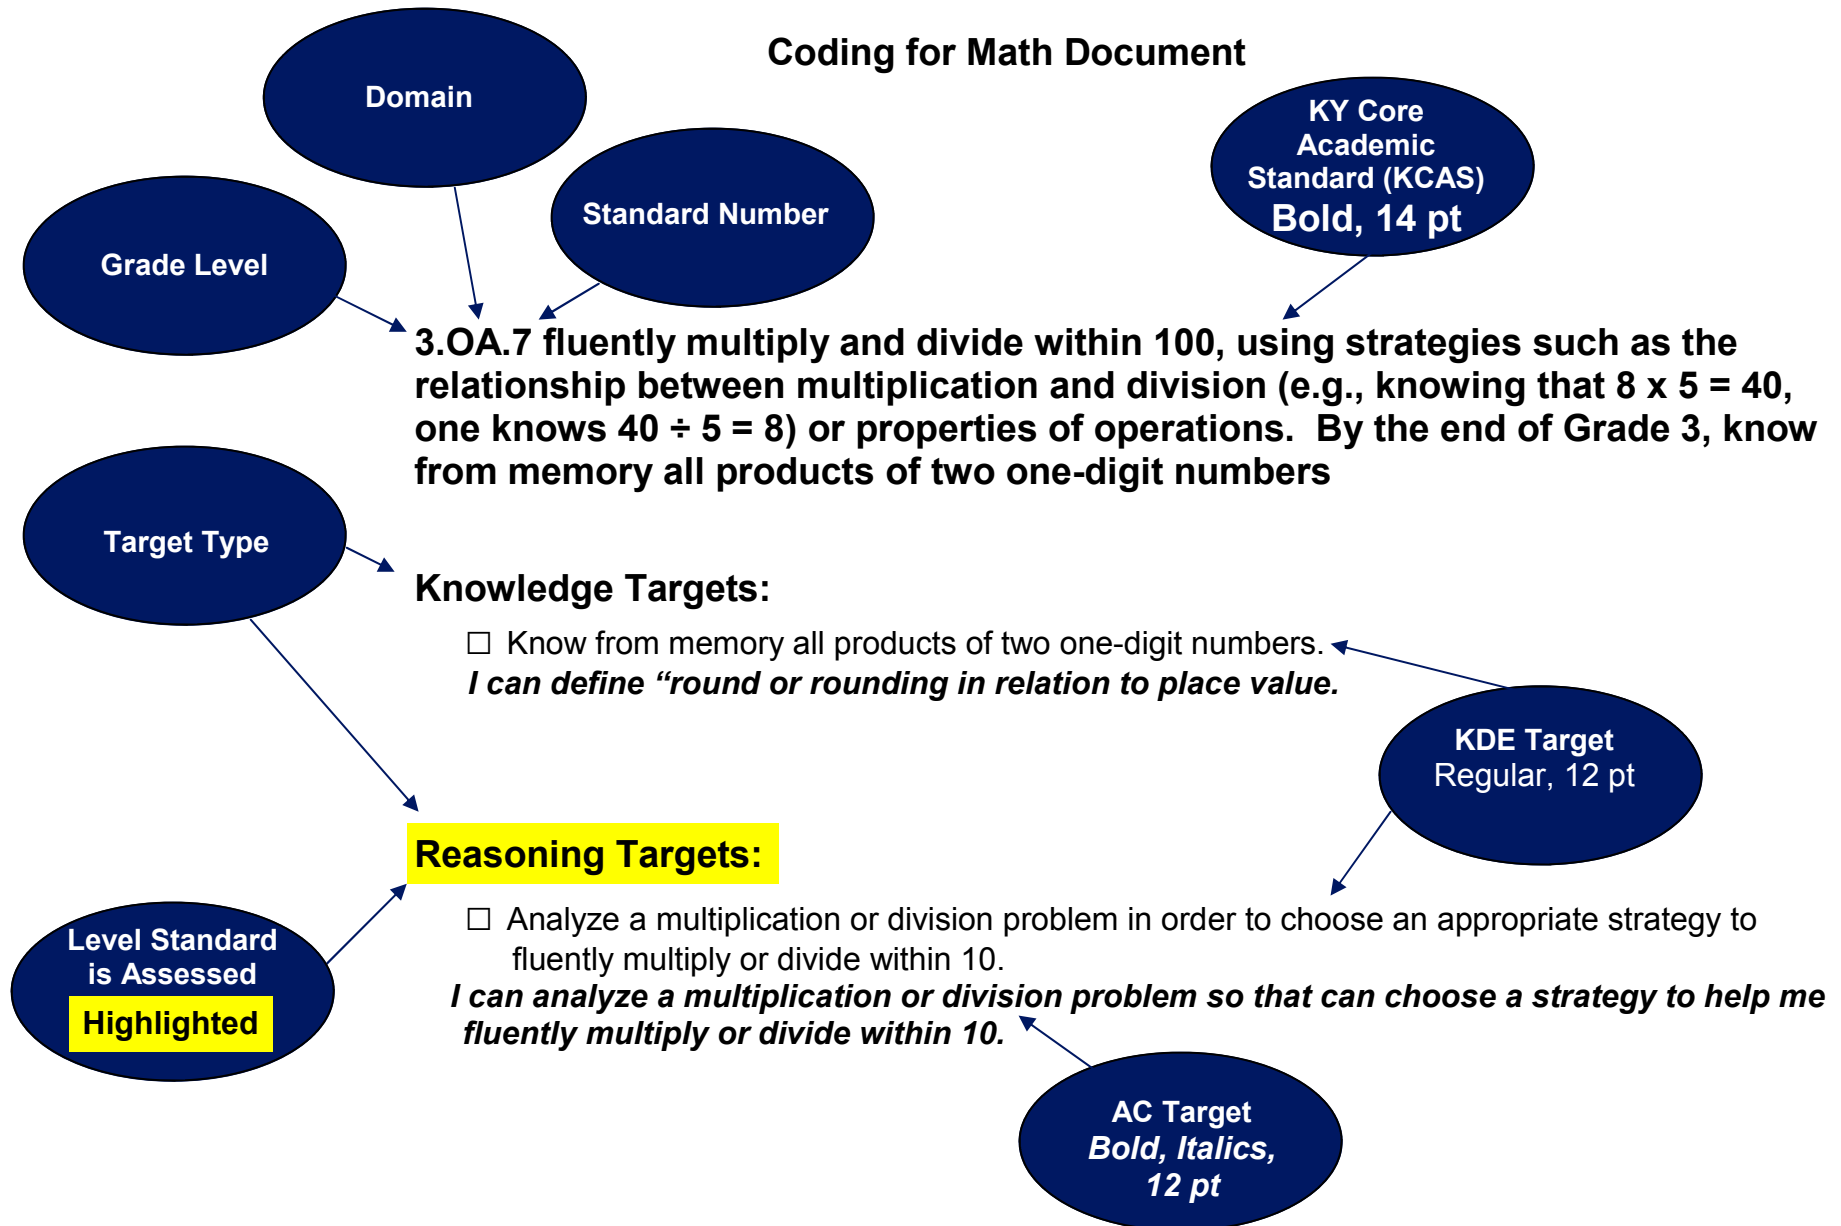 Coding for Math Document
Domain
KY Core
Academic
Standard (KCAS)
Bold, 14 pt
Standard Number
Grade Level
3.OA.7 fluently multiply and divide within 100, using strategies such as the
relationship between multiplication and division (e.g., knowing that 8 x 5 = 40,
one knows 40 ÷ 5 = 8) or properties of operations.  By the end of Grade 3, know
from memory all products of two one-digit numbers
Target Type
Knowledge Targets:
☐ Know from memory all products of two one-digit numbers.
I can define “round or rounding in relation to place value.
KDE Target
Regular, 12 pt
Reasoning Targets:
☐ Analyze a multiplication or division problem in order to choose an appropriate strategy to
fluently multiply or divide within 10.
I can analyze a multiplication or division problem so that can choose a strategy to help me
fluently multiply or divide within 10.
Level Standard
is Assessed
Highlighted
AC Target
Bold, Italics,
12 pt